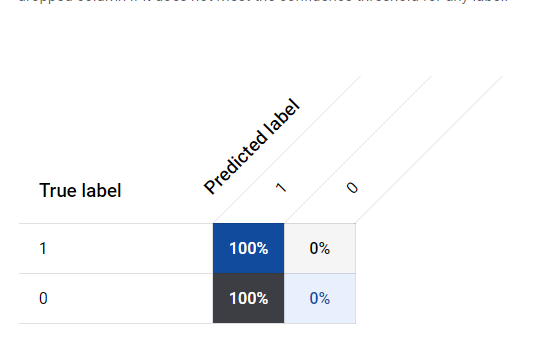 dropped column if it does not meet the confidence threshold for any label.
Predicted label
1
0
True label
1 100% 0%
0 100% 0%